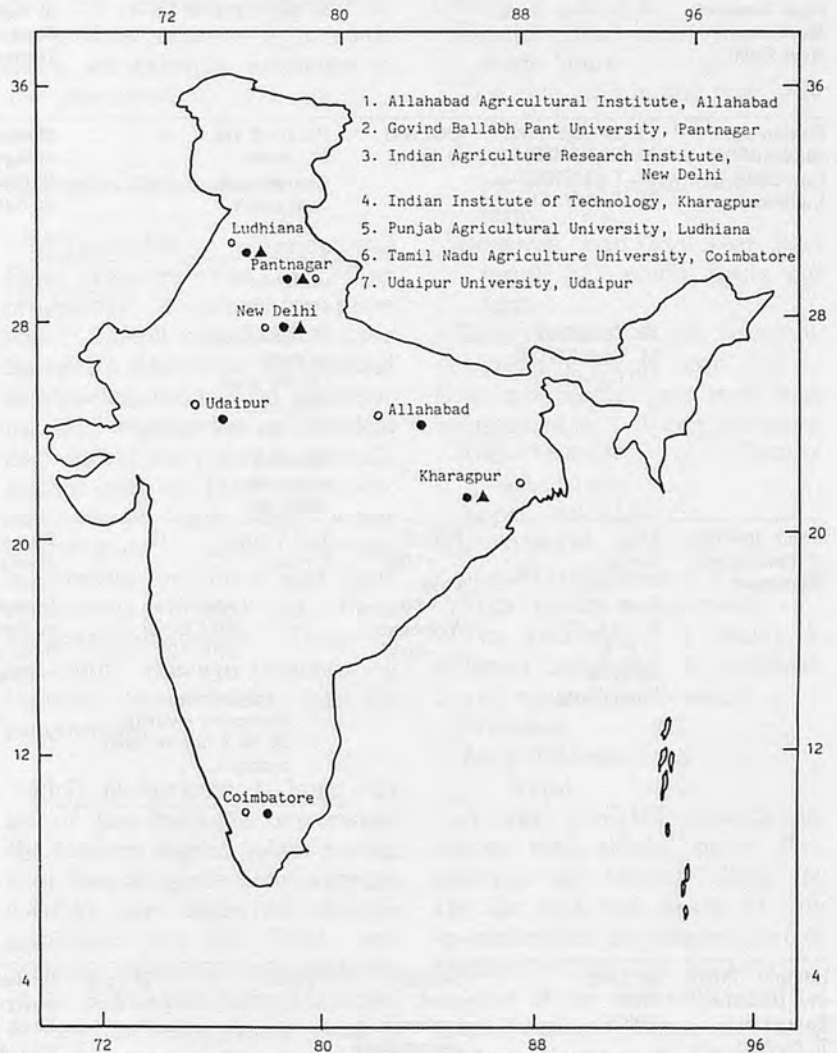 72 80 88 96
36 36
1. Allahabad Agricultural Institute, Allahabad
2. Govind Ballabh Pant University, Pantnagar
3. Indian Agriculture Research Institute,
New Delhi
4. Indian Institute of Technology, Kharagpur
5. Punjab Agricultural University, Ludhiana
6. Tamil Nadu Agriculture University, Coimbatore
7. Udaipur University, Udaipur
Ludhiana
Pantnagar
New Delhi
28 28
Udaipur
Allahabad
Kharagpur
20 20
12 12
Coimbatore
4 4
72 80 88 96